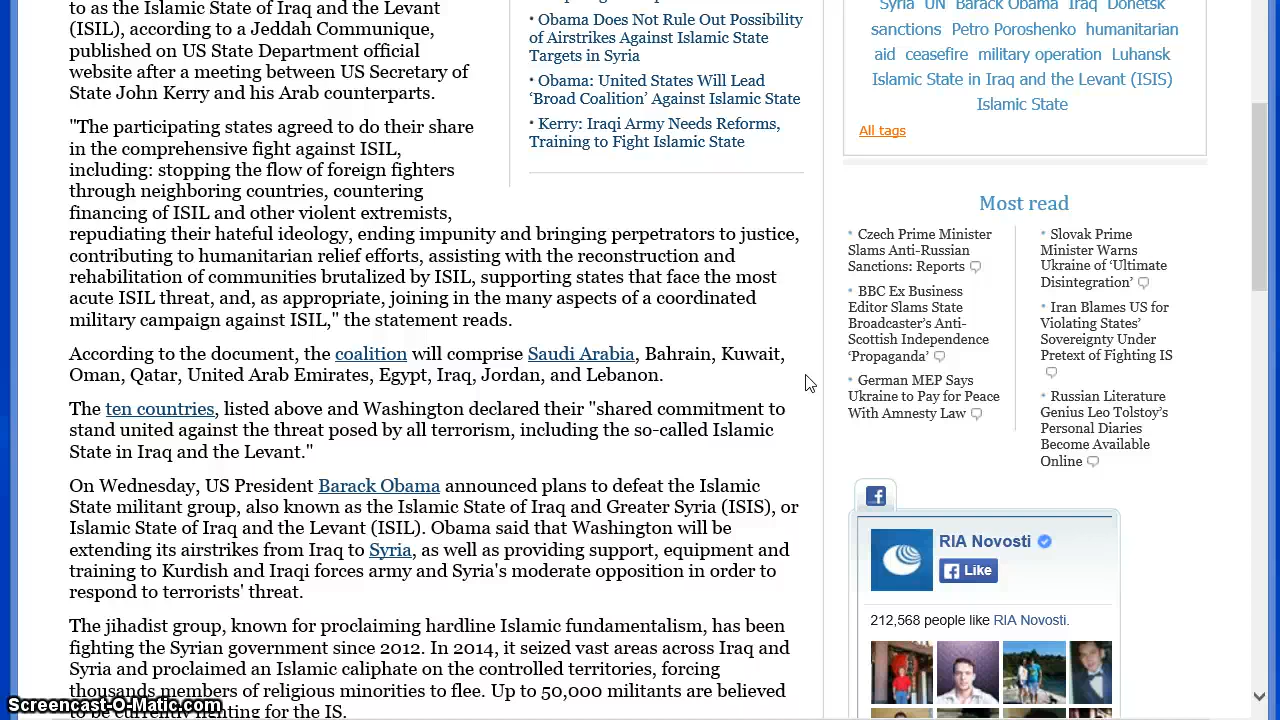 to as the Islamic State of Iraq and the Levant
(ISIL), according to a Jeddah Communique,
published on US State Department official
website after a meeting between US Secretary of
State John Kerry and his Arab counterparts.
"The participating states agreed to do their share
in the comprehensive fight against ISIL,
including: stopping the flow of foreign fighters
through neighboring countries, countering
financing of ISIL and other violent extremists,
repudiating their hateful ideology, ending impunity and bringing perpetrators to justice,
contributing to humanitarian relief efforts, assisting with the reconstruction and
rehabilitation of communities brutalized by ISIL, supporting states that face the most
acute ISIL threat, and, as appropriate, joining in the many aspects of a coordinated
military campaign against ISIL," the statement reads.
According to the document, the coalition will comprise Saudi Arabia, Bahrain, Kuwait,
Oman, Qatar, United Arab Emirates, Egypt, Iraq, Jordan, and Lebanon.
The ten countries, listed above and Washington declared their "shared commitment to
stand united against the threat posed by all terrorism, including the so-called Islamic
State in Iraq and the Levant."
On Wednesday, US President Barack Obama announced plans to defeat the Islamic
State militant group, also known as the Islamic State of Iraq and Greater Syria (ISIS), or
Islamic State of Iraq and the Levant (ISIL). Obama said that Washington will be
extending its airstrikes from Iraq to Syria, as well as providing support, equipment and
training to Kurdish and Iraqi forces army and Syria's moderate opposition in order to
respond to terrorists' threat.
The jihadist group, known for proclaiming hardline Islamic fundamentalism, has been
fighting the Syrian government since 2012. In 2014, it seized vast areas across Iraq and
Syria and proclaimed an Islamic caliphate on the controlled territories, forcing
thousands members of religious minorities to flee. Up to 50,000 militants are believed
to be currently fighting for the IS.
• Obama Does Not Rule Out Possibility
of Airstrikes Against Islamic State
Targets in Syria
• Obama: United States Will Lead
‘Broad Coalition’ Against Islamic State
• Kerry: Iraqi Army Needs Reforms,
Training to Fight Islamic State
Syria UN Barack Obama Iraq Donetsk
sanctions Petro Poroshenko humanitarian
aid ceasefire military operation Luhansk
Islamic State in Iraq and the Levant (ISIS)
Islamic State
All tags
Most read
• Czech Prime Minister
Slams Anti-Russian
Sanctions: Reports
• BBC Ex Business
Editor Slams State
Broadcaster’s Anti-
Scottish Independence
‘Propaganda’
• German MEP Says
Ukraine to Pay for Peace
With Amnesty Law
• Slovak Prime
Minister Warns
Ukraine of ‘Ultimate
Disintegration’
• Iran Blames US for
Violating States’
Sovereignty Under
Pretext of Fighting IS
• Russian Literature
Genius Leo Tolstoy’s
Personal Diaries
Become Available
Online
RIA Novosti
Like
212,568 people like RIA Novosti.
Screencast-O-Matic.com